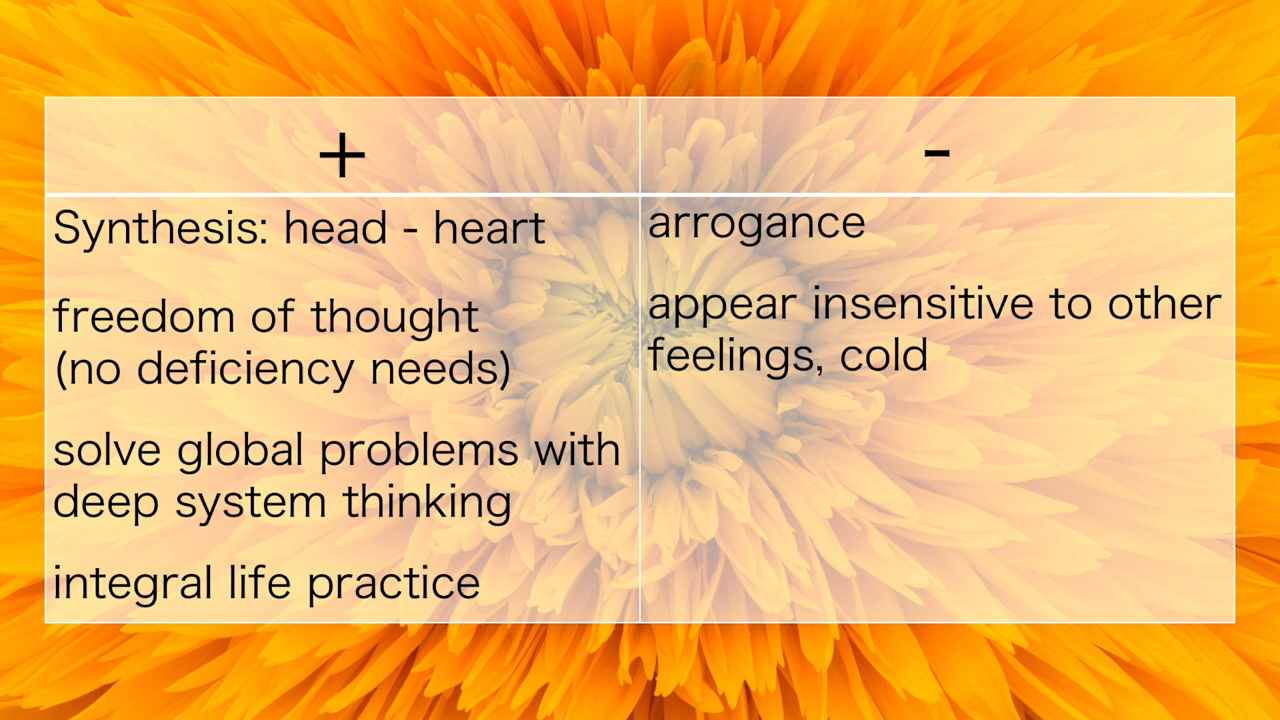 +
-
Synthesis: head - heart
freedom of thought
(no deficiency needs)
solve global problems with
deep system thinking
integral life practice
arrogance
appear insensitive to other
feelings, cold